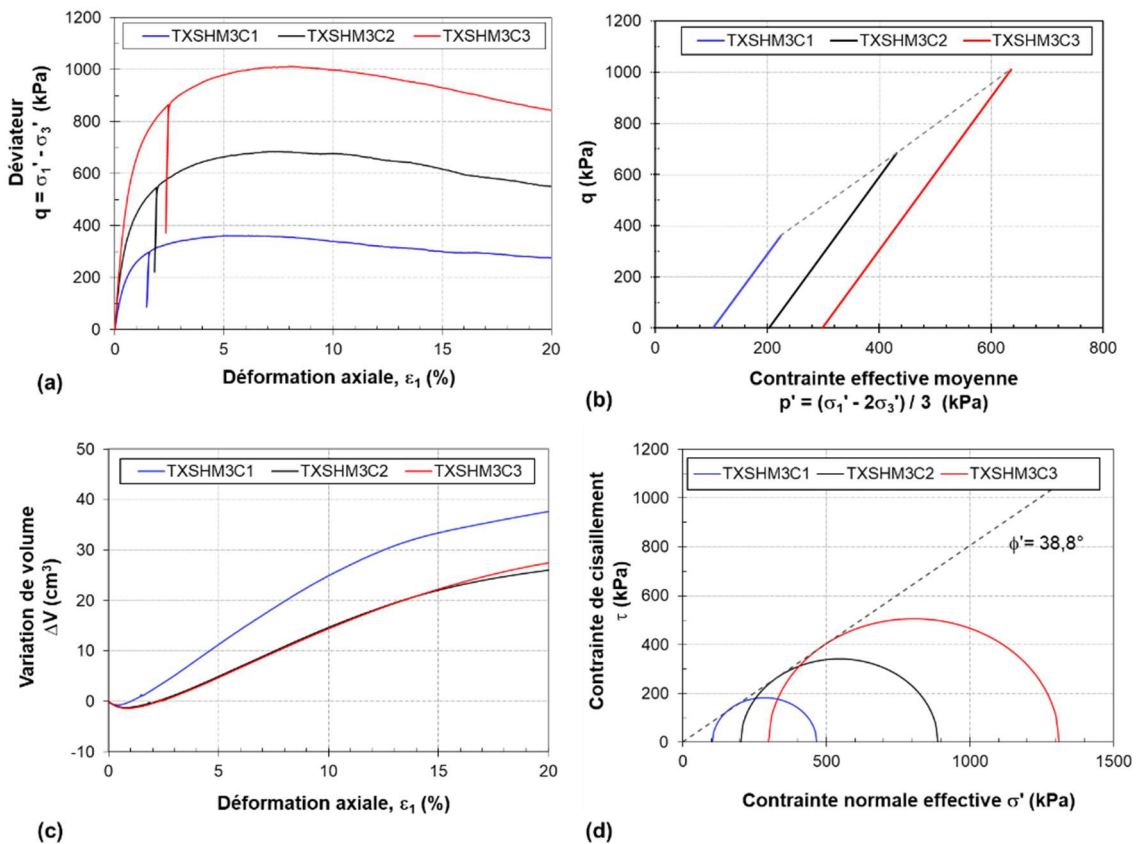 TXSHM3C1 TXSHM3C2 TXSHM3C3
1200
1000
800
600
400
200
0
0 5 10 15 20
Déviateur
q = σ1' - σ3' (kPa)
Déformation axiale, ε1 (%)
(a)
TXSHM3C1 TXSHM3C2 TXSHM3C3
1200
1000
800
600
400
200
0
0 200 400 600 800
q (kPa)
Contrainte effective moyenne
p' = (σ1' - 2σ3') / 3 (kPa)
(b)
TXSHM3C1 TXSHM3C2 TXSHM3C3
50
40
30
20
10
0
-10
0 5 10 15 20
Variation de volume
ΔV (cm³)
Déformation axiale, ε1 (%)
(c)
TXSHM3C1 TXSHM3C2 TXSHM3C3
1200
1000
800
600
400
200
0
0 500 1000 1500
Contrainte de cisaillement
τ (kPa)
ϕ'= 38,8°
Contrainte normale effective σ' (kPa)
(d)